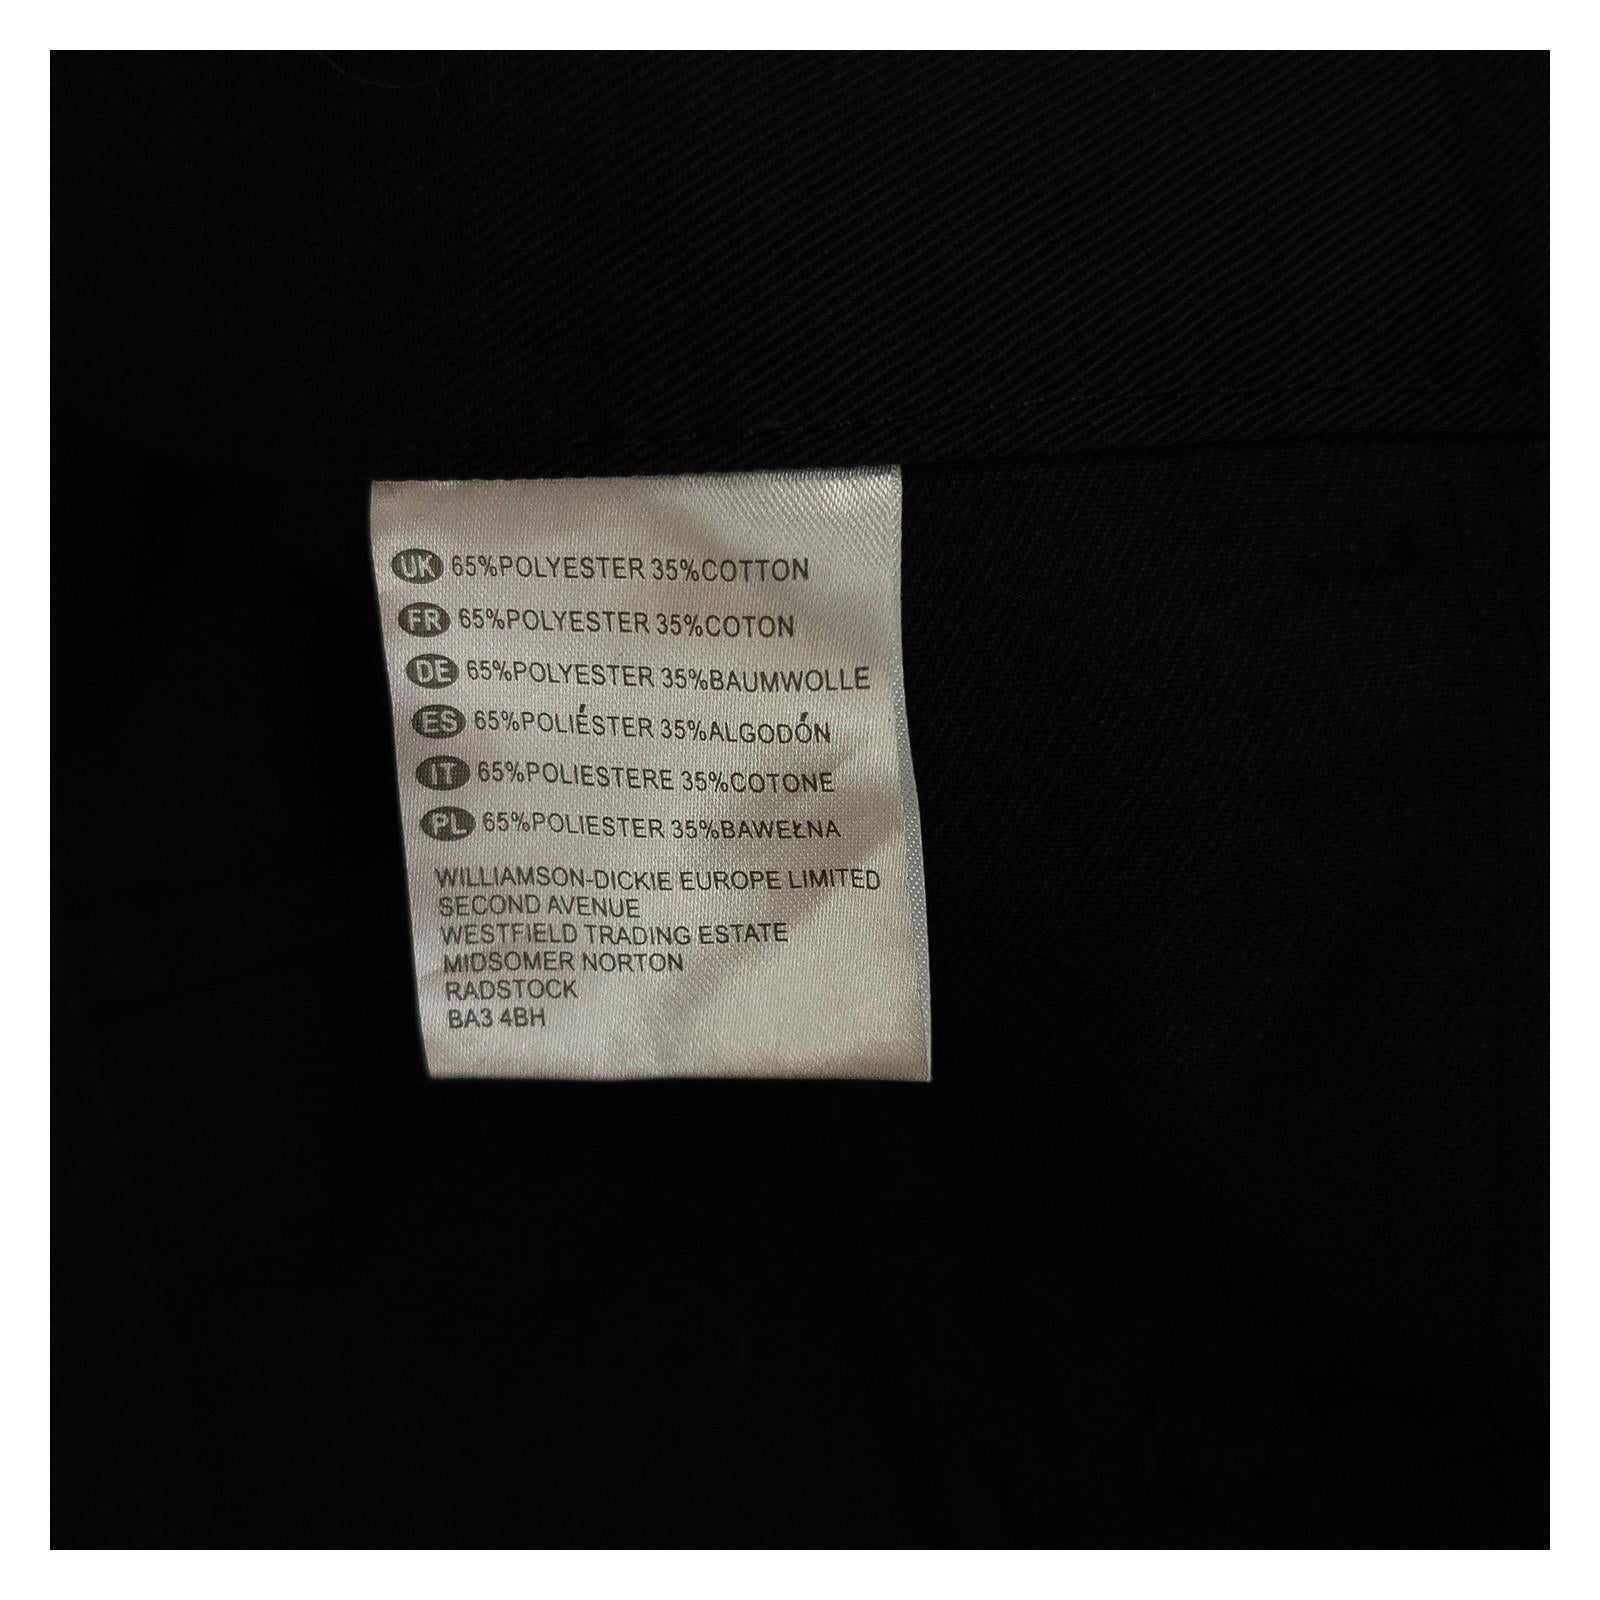 UK 65%POLYESTER 35%COTTON
FR 65%POLYESTER 35%COTON
DE 65%POLYESTER 35%BAUMWOLLE
ES 65%POLIÉSTER 35%ALGODÓN
IT 65%POLIESTERE 35%COTONE
PL 65%POLIESTER 35%BAWEŁNA
WILLIAMSON-DICKIE EUROPE LIMITED
SECOND AVENUE
WESTFIELD TRADING ESTATE
MIDSOMER NORTON
RADSTOCK
BA3 4BH